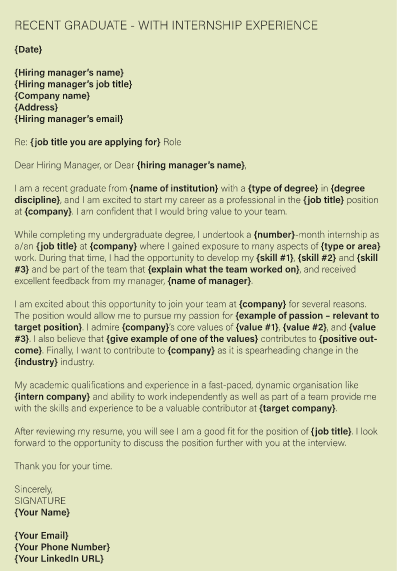 RECENT GRADUATE - WITH INTERNSHIP EXPERIENCE
{Date}
{Hiring manager's name}
{Hiring manager's job title}
{Company name}
{Address}
{Hiring manager's email}
Re: {job title you are applying for} Role
Dear Hiring Manager, or Dear {hiring manager's name},
I am a recent graduate from {name of institution} with a {type of degree} in {degree
discipline}, and I am excited to start my career as a professional in the {job title} position
at {company}. I am confident that I would bring value to your team.
While completing my undergraduate degree, I undertook a {number}-month internship as
a/an {job title} at {company} where I gained exposure to many aspects of {type or area}
work. During that time, I had the opportunity to develop my {skill #1}, {skill #2} and {skill
#3} and be part of the team that {explain what the team worked on}, and received
excellent feedback from my manager, {name of manager}.
I am excited about this opportunity to join your team at {company} for several reasons.
The position would allow me to pursue my passion for {example of passion – relevant to
target position}. I admire {company}'s core values of {value #1}, {value #2}, and {value
#3}. I also believe that {give example of one of the values} contributes to {positive out-
come}. Finally, I want to contribute to {company} as it is spearheading change in the
{industry} industry.
My academic qualifications and experience in a fast-paced, dynamic organisation like
{intern company} and ability to work independently as well as part of a team provide me
with the skills and experience to be a valuable contributor at {target company}.
After reviewing my resume, you will see I am a good fit for the position of {job title}. I look
forward to the opportunity to discuss the position further with you at the interview.
Thank you for your time.
Sincerely,
SIGNATURE
{Your Name}
{Your Email}
{Your Phone Number}
{Your LinkedIn URL}